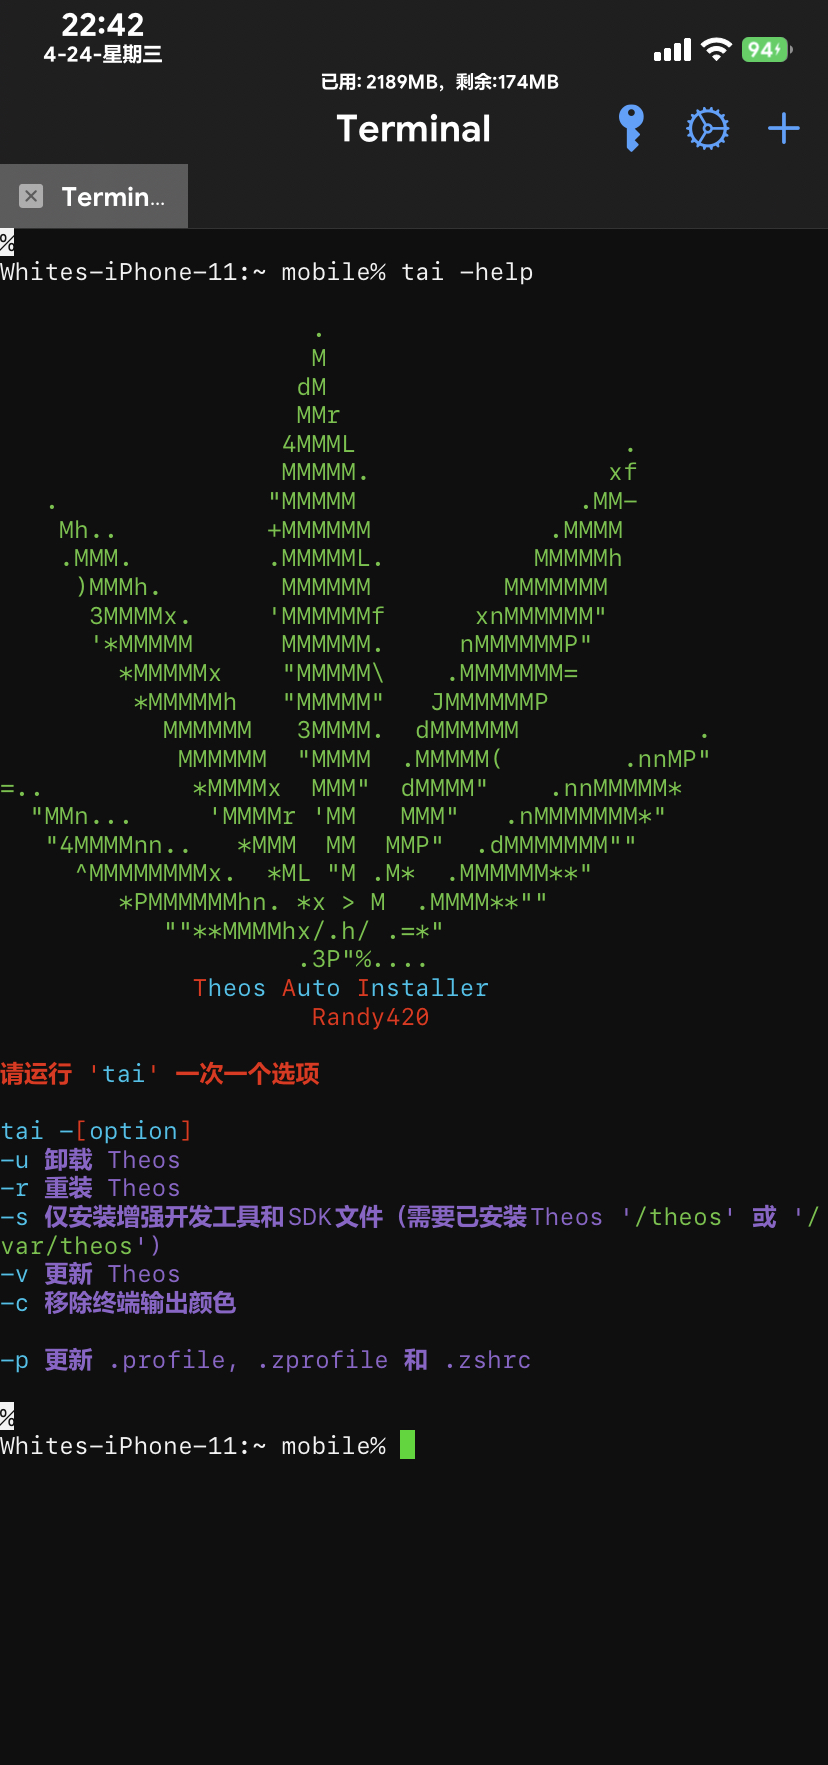 22:42
4-24-星期三
94
已用: 2189MB，剩余:174MB
Terminal
Termin...
%
Whites-iPhone-11:~ mobile% tai -help
.
M
dM
MMr
4MMML                  .
MMMMM.                xf
.              "MMMMM               .MM-
Mh..          +MMMMMM            .MMMM
.MMM.         .MMMMML.          MMMMMh
)MMMh.        MMMMMM         MMMMMMM
3MMMMx.     'MMMMMMf      xnMMMMMM"
'*MMMMM      MMMMMM.     nMMMMMMP"
*MMMMMx    "MMMMM\    .MMMMMMM=
*MMMMMh   "MMMMM"   JMMMMMMP
MMMMMM   3MMMM.  dMMMMMM            .
MMMMMM  "MMMM  .MMMMM(        .nnMP"
=..          *MMMMx  MMM"  dMMMM"    .nnMMMMM*
"MMn...     'MMMMr 'MM   MMM"   .nMMMMMMM*"
"4MMMMnn..   *MMM  MM  MMP"  .dMMMMMMM""
^MMMMMMMMx.  *ML "M .M*  .MMMMMM**"
*PMMMMMMhn. *x > M  .MMMM**""
""**MMMMhx/.h/ .=*"
.3P"%....
Theos Auto Installer
Randy420
请运行 'tai' 一次一个选项
tai -[option]
-u 卸载 Theos
-r 重装 Theos
-s 仅安装增强开发工具和SDK文件（需要已安装Theos '/theos' 或 '/
var/theos'）
-v 更新 Theos
-c 移除终端输出颜色
-p 更新 .profile, .zprofile 和 .zshrc
%
Whites-iPhone-11:~ mobile%